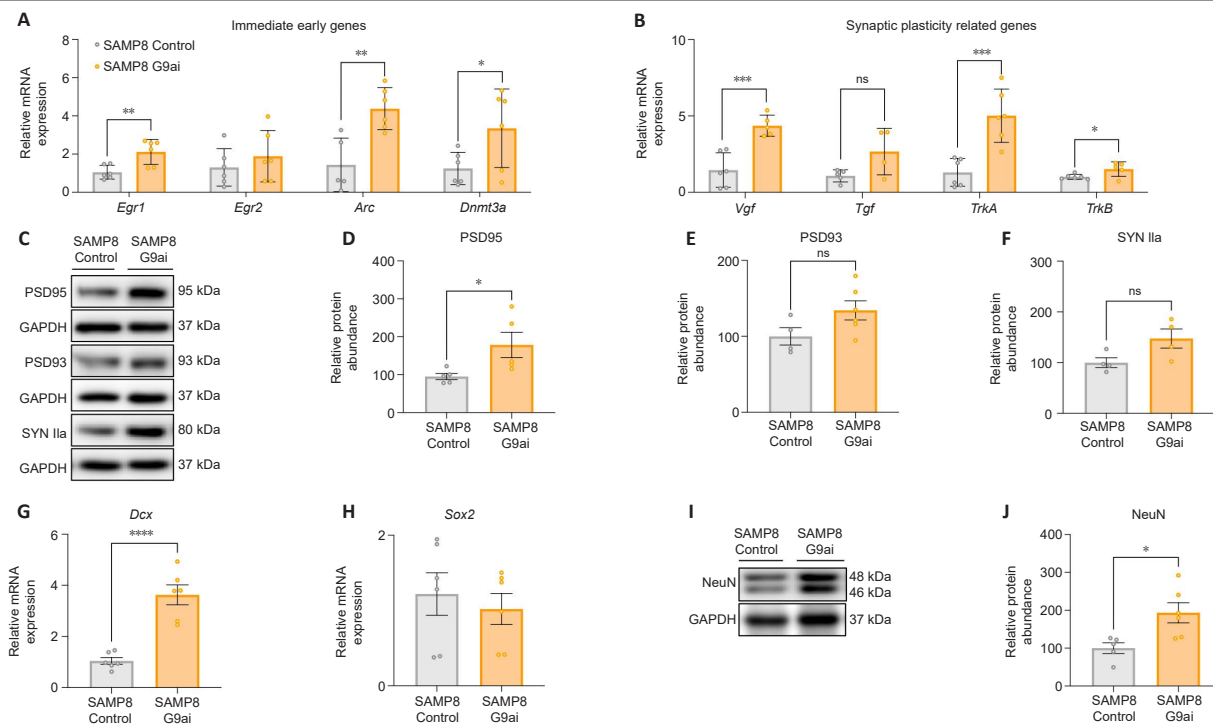 A
Immediate early genes
SAMP8 Control
SAMP8 G9ai
Relative mRNA
expression
8
6
4
2
0
**
**
*
Egr1
Egr2
Arc
Dnmt3a
B
Synaptic plasticity related genes
Relative mRNA
expression
10
5
0
***
ns
***
*
Vgf
Tgf
TrkA
TrkB
C
SAMP8
Control
SAMP8
G9ai
PSD95
95 kDa
GAPDH
37 kDa
PSD93
93 kDa
GAPDH
37 kDa
SYN IIa
80 kDa
GAPDH
37 kDa
D
PSD95
Relative protein
abundance
400
300
200
100
0
*
SAMP8
Control
SAMP8
G9ai
E
PSD93
Relative protein
abundance
200
100
0
ns
SAMP8
Control
SAMP8
G9ai
F
SYN IIa
Relative protein
abundance
300
200
100
0
ns
SAMP8
Control
SAMP8
G9ai
G
Dcx
Relative mRNA
expression
6
4
2
0
****
SAMP8
Control
SAMP8
G9ai
H
Sox2
Relative mRNA
expression
2
1
0
SAMP8
Control
SAMP8
G9ai
I
SAMP8
Control
SAMP8
G9ai
NeuN
48 kDa
46 kDa
GAPDH
37 kDa
J
NeuN
Relative protein
abundance
400
300
200
100
0
*
SAMP8
Control
SAMP8
G9ai